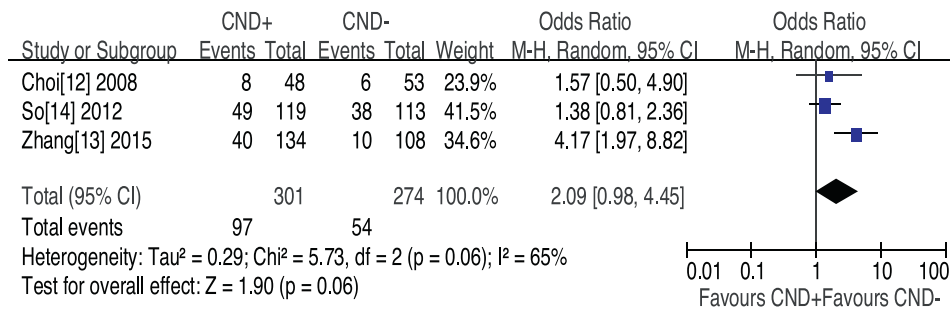 CND+ CND- Odds Ratio Odds Ratio
Study or Subgroup Events Total Events Total Weight M-H, Random, 95% CI M-H, Random, 95% CI
Choi[12] 2008 8 48 6 53 23.9% 1.57 [0.50, 4.90]
So[14] 2012 49 119 38 113 41.5% 1.38 [0.81, 2.36]
Zhang[13] 2015 40 134 10 108 34.6% 4.17 [1.97, 8.82]
Total (95% CI) 301 274 100.0% 2.09 [0.98, 4.45]
Total events 97 54
Heterogeneity: Tau² = 0.29; Chi² = 5.73, df = 2 (p = 0.06); I² = 65%
Test for overall effect: Z = 1.90 (p = 0.06)
0.01 0.1 1 10 100
Favours CND+Favours CND-